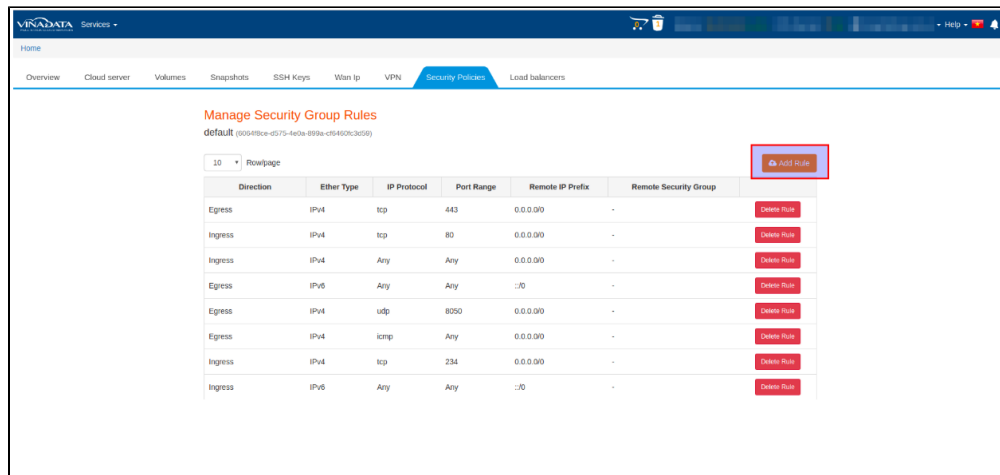 VINADATA Services
0 1 Help
Home
Overview Cloud server Volumes Snapshots SSH Keys Wan Ip VPN Security Policies Load balancers
Manage Security Group Rules
default (6064f8ce-d575-4e0a-899a-cf6460fc3d59)
10 Row/page Add Rule
Direction Ether Type IP Protocol Port Range Remote IP Prefix Remote Security Group
Egress IPv4 tcp 443 0.0.0.0/0 - Delete Rule
Ingress IPv4 tcp 80 0.0.0.0/0 - Delete Rule
Ingress IPv4 Any Any 0.0.0.0/0 - Delete Rule
Egress IPv6 Any Any ::/0 - Delete Rule
Egress IPv4 udp 8050 0.0.0.0/0 - Delete Rule
Egress IPv4 icmp Any 0.0.0.0/0 - Delete Rule
Ingress IPv4 tcp 234 0.0.0.0/0 - Delete Rule
Ingress IPv6 Any Any ::/0 - Delete Rule